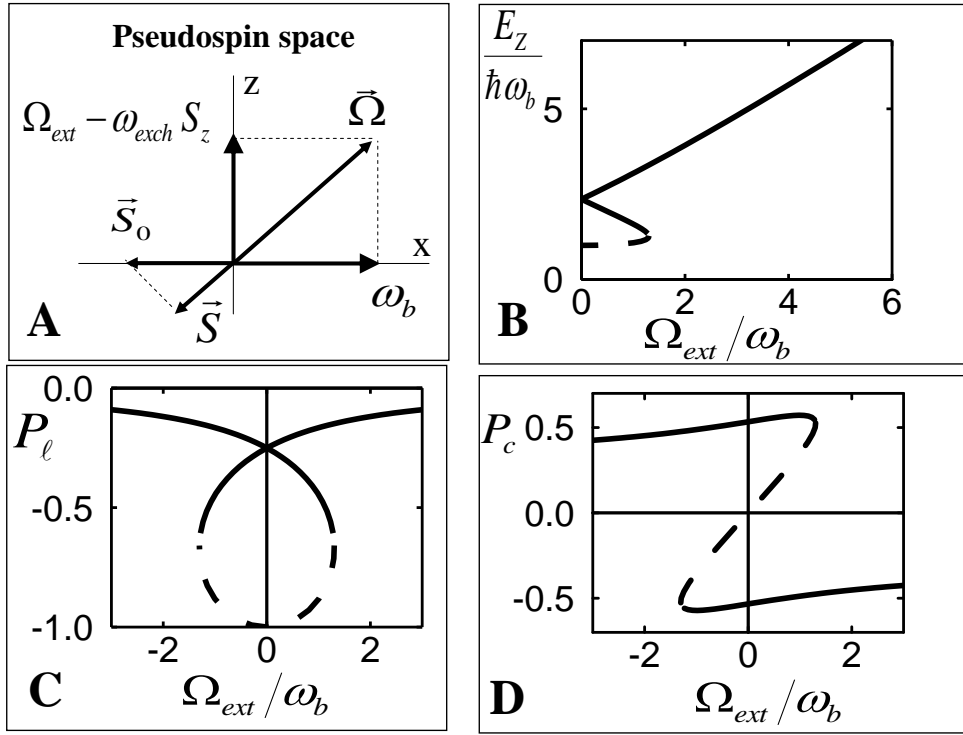 Pseudospin space
z
Ω_ext − ω_exch S_z
Ω⃗
S⃗_o
x
ω_b
S⃗
A
E_Z
ħω_b
5
0
0 2 4 6
B
Ω_ext / ω_b
0.0
P_ℓ
-0.5
-1.0
-2 0 2
C
Ω_ext / ω_b
P_c
0.5
0.0
-0.5
-2 0 2
D
Ω_ext / ω_b